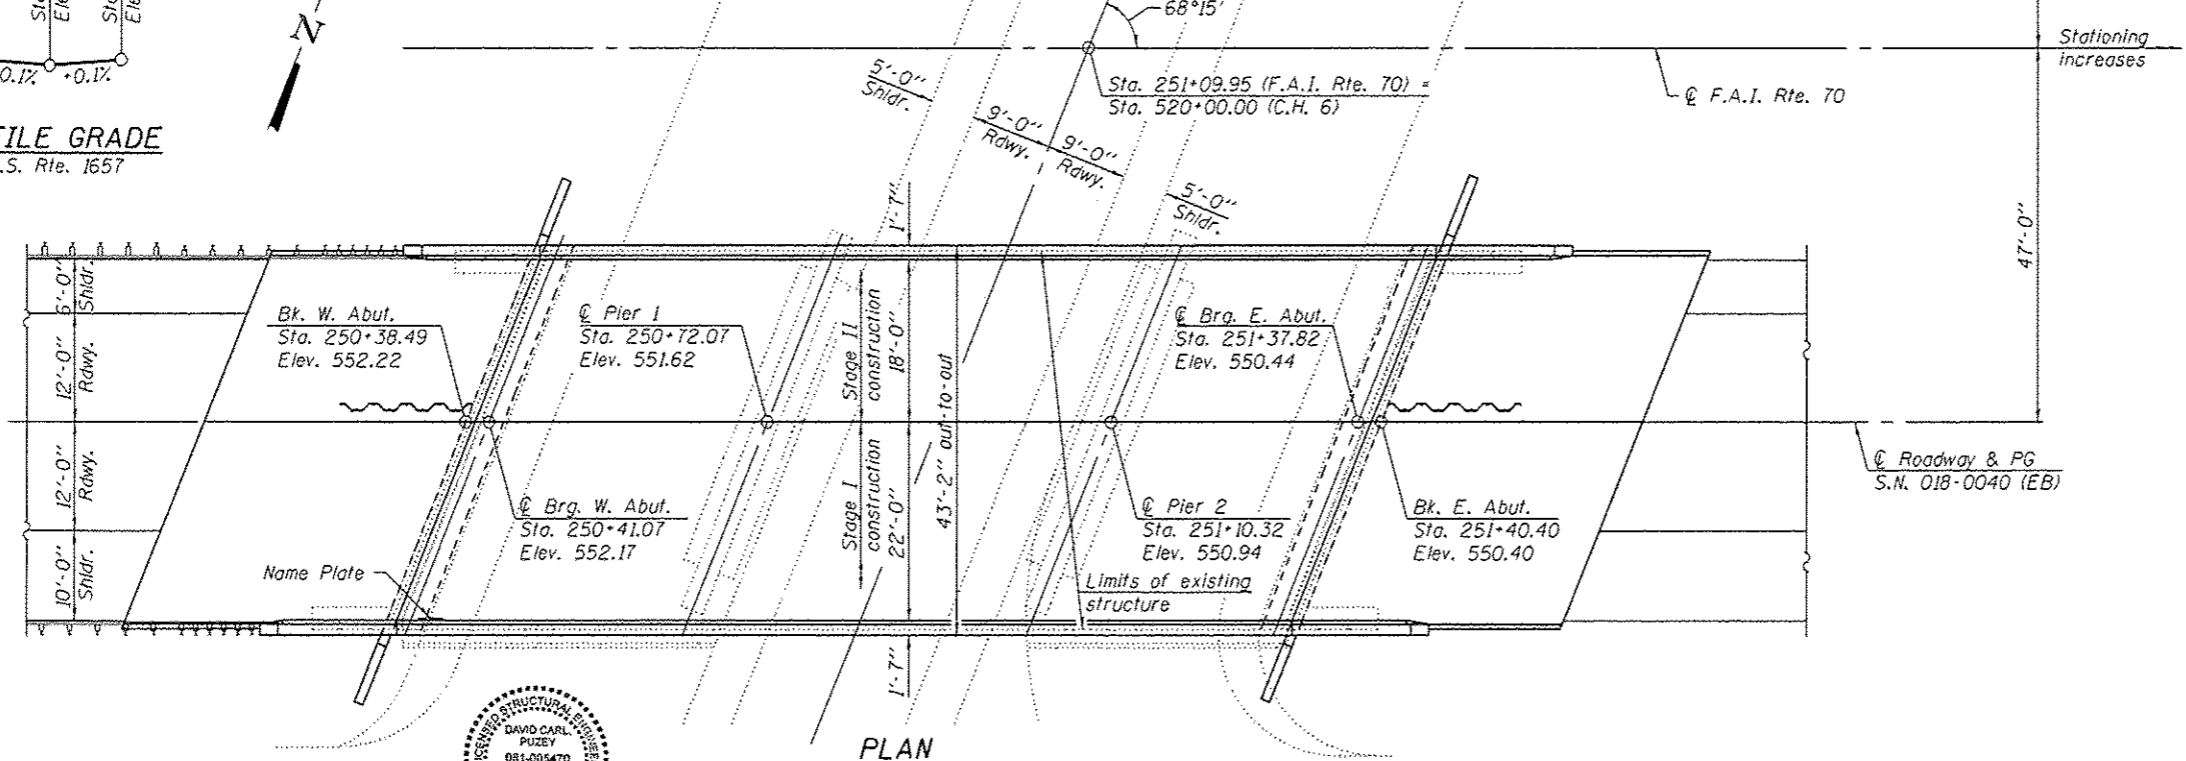 0.1% +0.1%
N
TILE GRADE
.S. Rte. 1657
68°15'
Stationing
increases
5'-0"
Shldr.
Sta. 251+09.95 (F.A.I. Rte. 70) =
Sta. 520+00.00 (C.H. 6)
℄ F.A.I. Rte. 70
9'-0"
Rdwy.
9'-0"
Rdwy.
5'-0"
Shldr.
1'-7"
47'-0"
6'-0"
Shldr.
12'-0"
Rdwy.
12'-0"
Rdwy.
10'-0"
Shldr.
Bk. W. Abut.
Sta. 250+38.49
Elev. 552.22
℄ Pier 1
Sta. 250+72.07
Elev. 551.62
Stage II
construction
18'-0"
43'-2" out-to-out
℄ Brg. E. Abut.
Sta. 251+37.82
Elev. 550.44
℄ Roadway & PG
S.N. 018-0040 (EB)
℄ Brg. W. Abut.
Sta. 250+41.07
Elev. 552.17
Stage I
construction
22'-0"
℄ Pier 2
Sta. 251+10.32
Elev. 550.94
Bk. E. Abut.
Sta. 251+40.40
Elev. 550.40
Name Plate
Limits of existing
structure
1'-7"
LICENSED STRUCTURAL ENGINEER
DAVID CARL
PUZEY
081-005470
PLAN